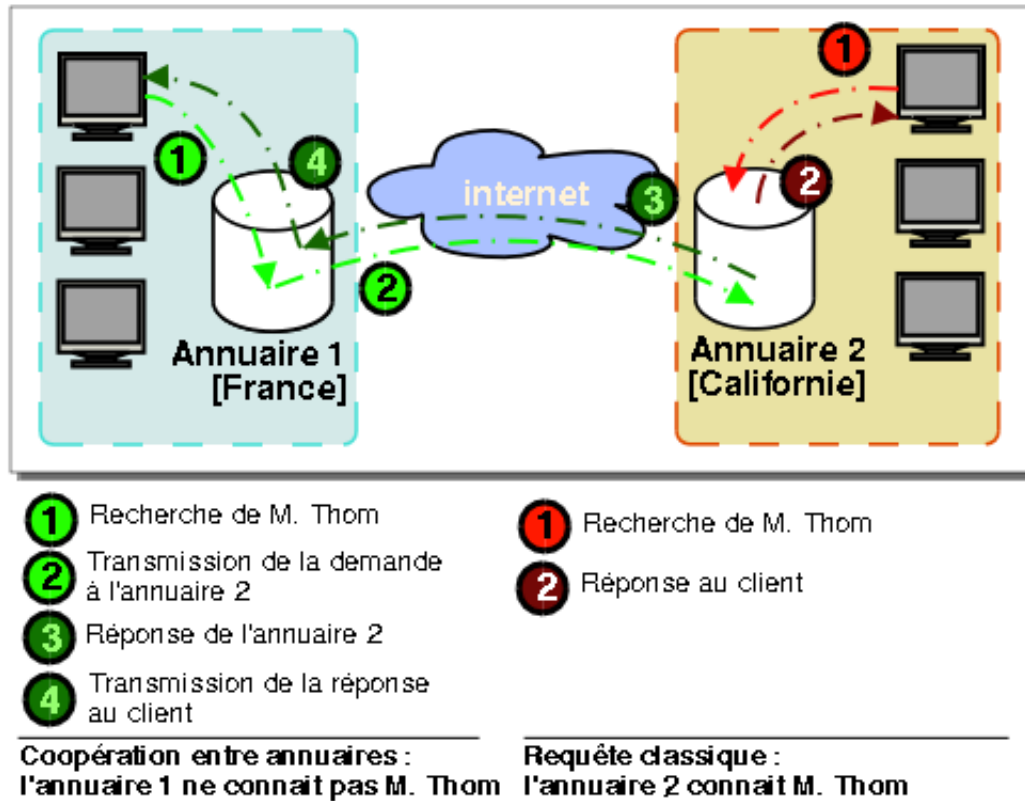 1
4
internet
3
2
Annuaire 1
[France]
1
2
Annuaire 2
[Californie]
1 Recherche de M. Thom
2 Transmission de la demande
à l'annuaire 2
3 Réponse de l'annuaire 2
4 Transmission de la réponse
au client
Coopération entre annuaires :
l'annuaire 1 ne connait pas M. Thom
1 Recherche de M. Thom
2 Réponse au client
Requête classique :
l'annuaire 2 connait M. Thom